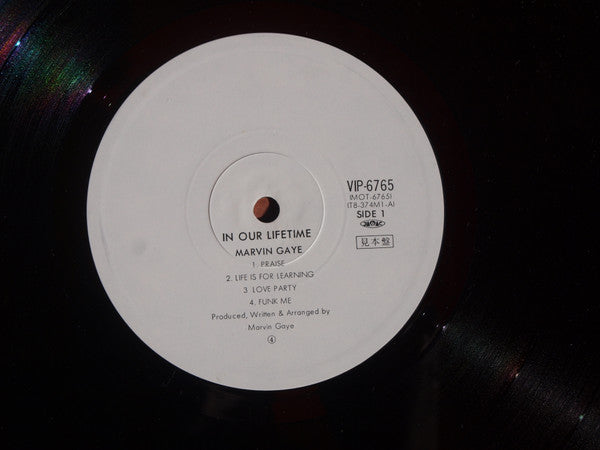 VIP-6765
(MOT-6765)
(T8-374M1-A)
SIDE 1
見本盤
IN OUR LIFETIME
MARVIN GAYE
1. PRAISE
2. LIFE IS FOR LEARNING
3. LOVE PARTY
4. FUNK ME
Produced, Written & Arranged by
Marvin Gaye
④